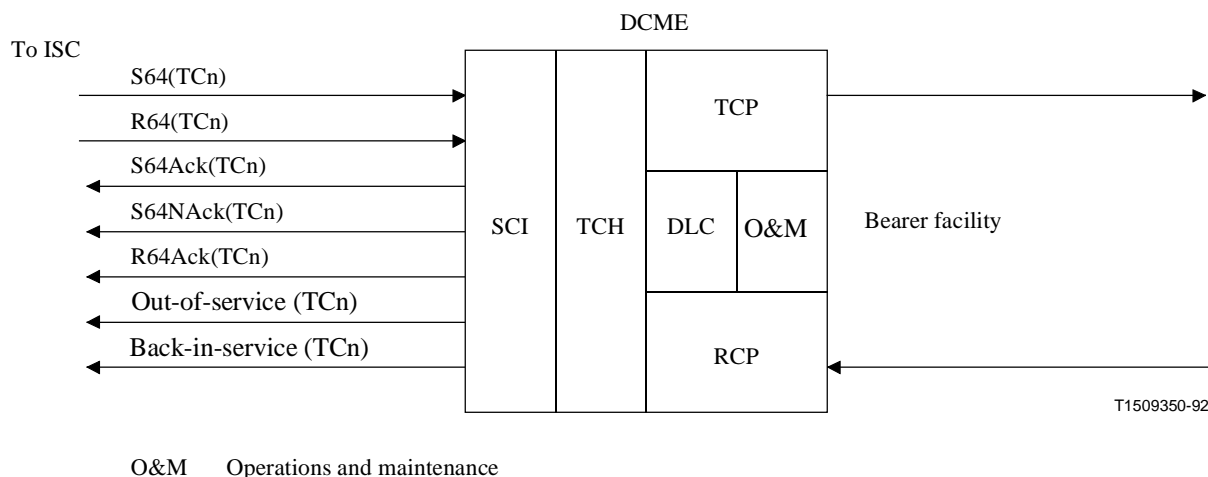 DCME
To ISC
S64(TCn)
R64(TCn)
S64Ack(TCn)
S64NAck(TCn)
R64Ack(TCn)
Out-of-service (TCn)
Back-in-service (TCn)
SCI
TCH
TCP
DLC
O&M
RCP
Bearer facility
T1509350-92
O&M Operations and maintenance